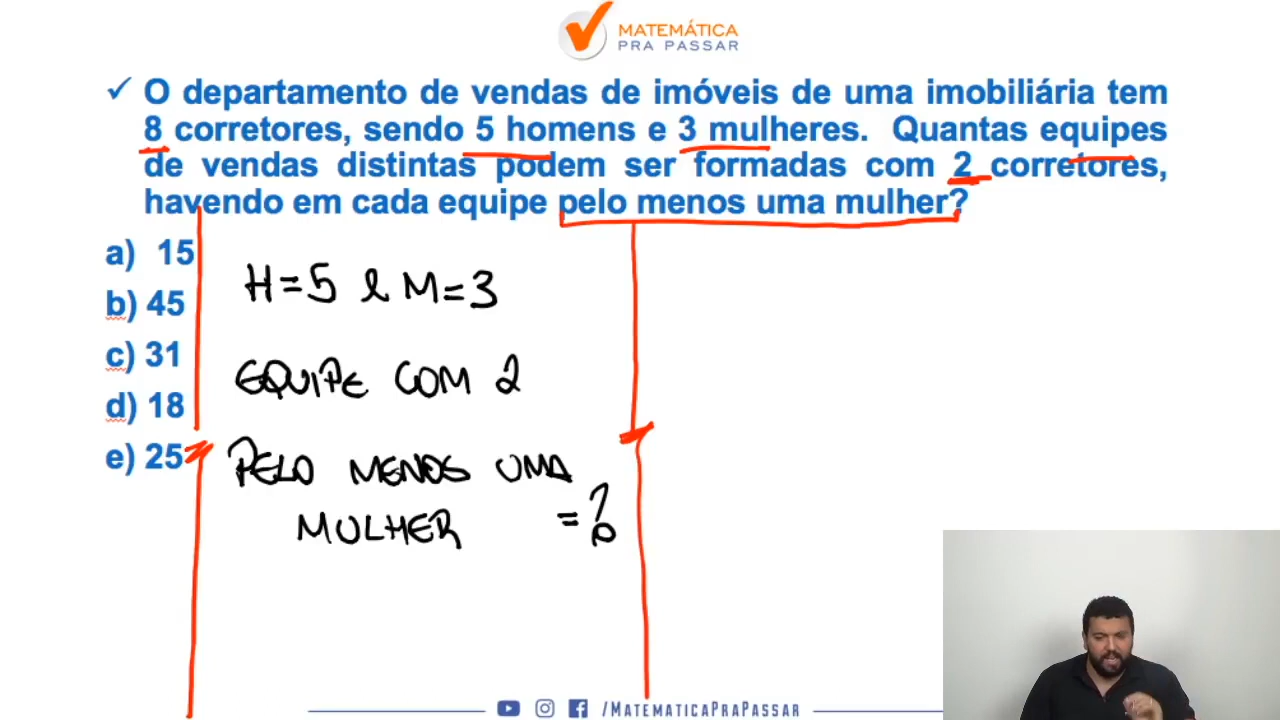 MATEMÁTICA
PRA PASSAR
✓ O departamento de vendas de imóveis de uma imobiliária tem
8 corretores, sendo 5 homens e 3 mulheres. Quantas equipes
de vendas distintas podem ser formadas com 2 corretores,
havendo em cada equipe pelo menos uma mulher?
a) 15
b) 45
c) 31
d) 18
e) 25
H=5 e M=3
EQUIPE COM 2
PELO MENOS UMA
MULHER = ?
/MATEMATICAPRAPASSAR